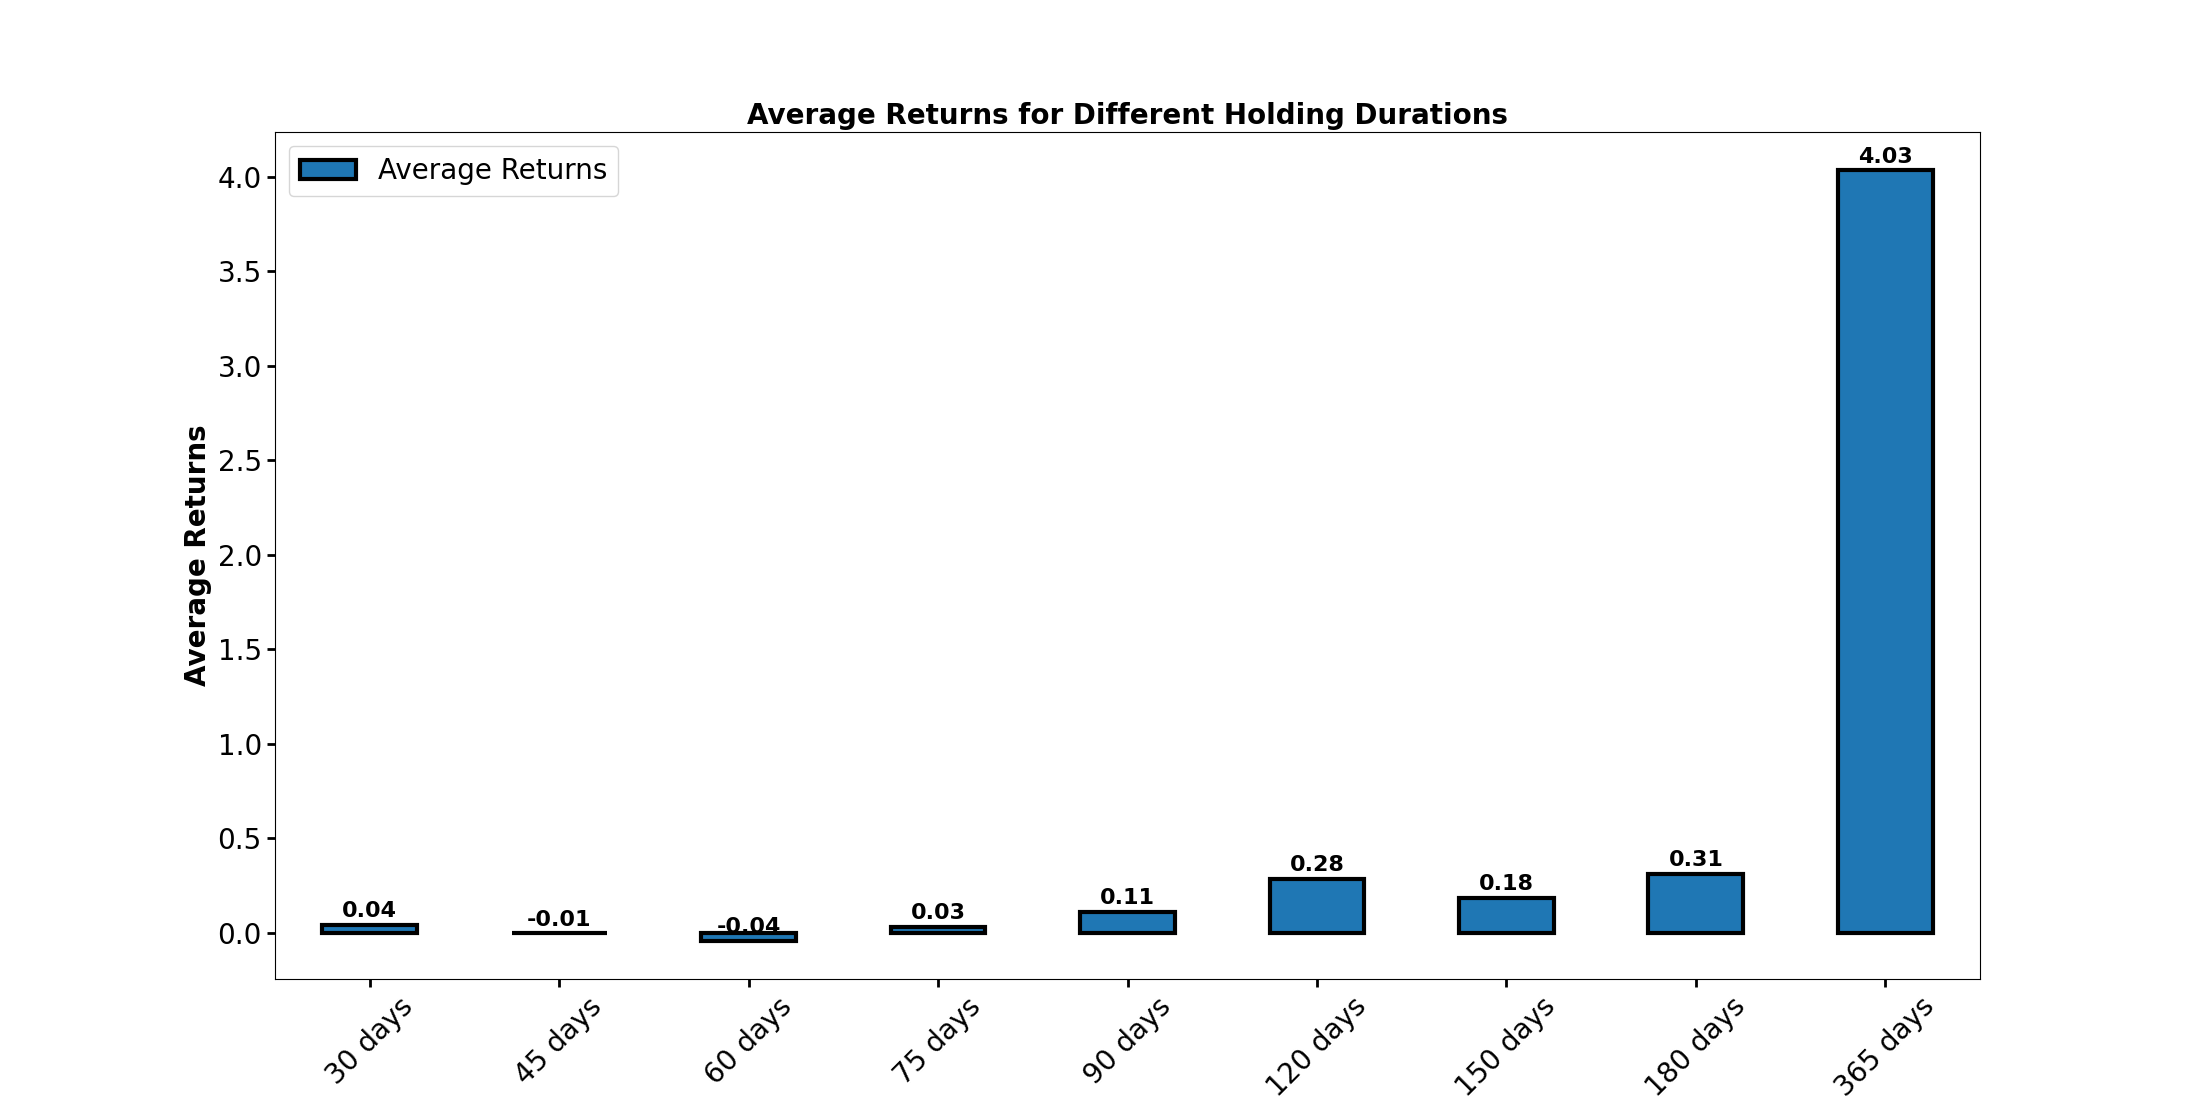 Average Returns for Different Holding Durations
Average Returns
4.03
4.0
3.5
3.0
2.5
2.0
1.5
1.0
0.5
0.0
Average Returns
0.04
-0.01
-0.04
0.03
0.11
0.28
0.18
0.31
30 days
45 days
60 days
75 days
90 days
120 days
150 days
180 days
365 days